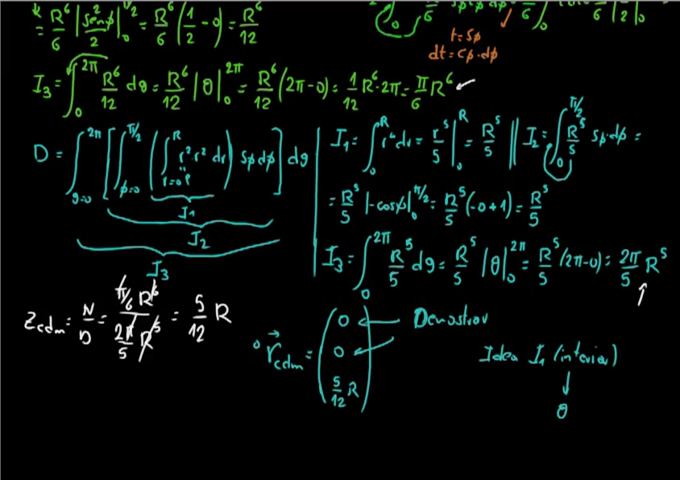 = R⁶/6 |sen²φ/2|₀^π/2 = R⁶/6 (1/2 - 0) = R⁶/12
t = sφ
dt = cφ·dφ
I₃ = ∫₀^2π R⁶/12 dθ = R⁶/12 |θ|₀^2π = R⁶/12 (2π-0) = 1/12 R⁶·2π = π/6 R⁶
D = ∫_θ=0^2π [∫_φ=0^π/2 (∫_r=0^R r² r² dr) sφ dφ] dθ
I₁
I₂
I₃
I₁ = ∫₀^R r⁴ dr = r⁵/5 |₀^R = R⁵/5 || I₂ = ∫₀^π/2 R⁵/5 sφ·dφ =
= R⁵/5 |-cosφ|₀^π/2 = R⁵/5 (-0+1) = R⁵/5
I₃ = ∫₀^2π R⁵/5 dθ = R⁵/5 |θ|₀^2π = R⁵/5 (2π-0) = 2π/5 R⁵
z_cdm = N/D = (π/6 R⁶)/(2π/5 R⁵) = 5/12 R
⁰r⃗_cdm = (0 0 5/12 R)
Demostrar
Idea I₁ (interior)
↓
0